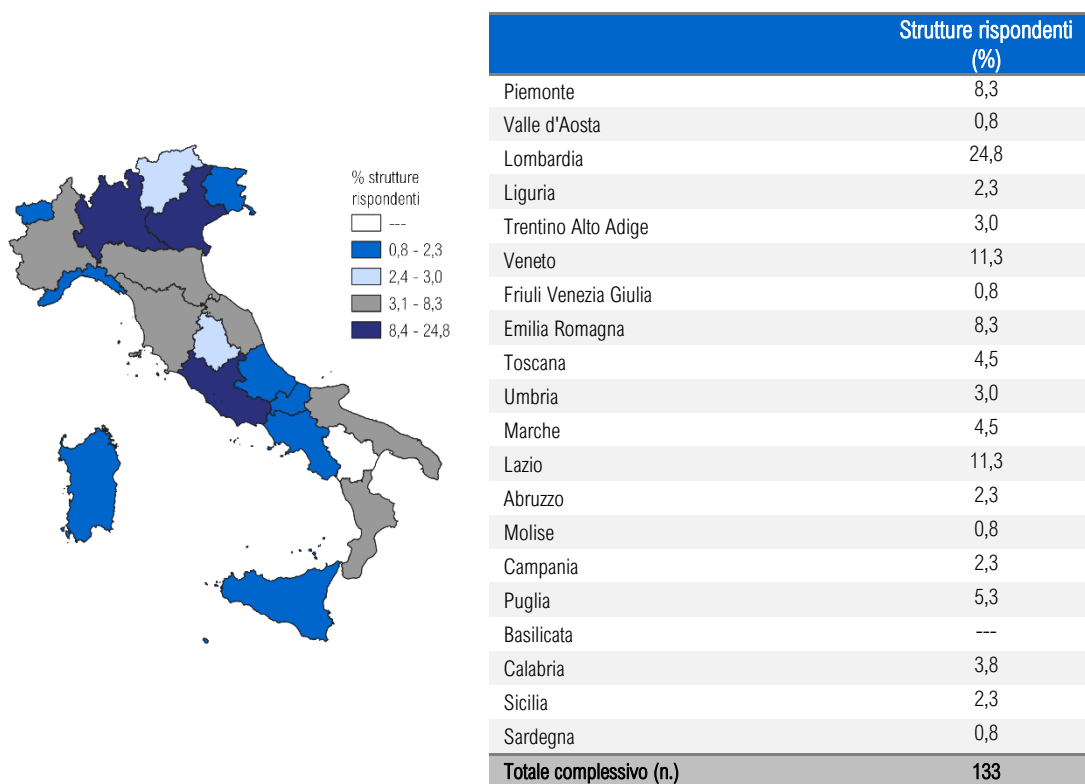 % strutture
rispondenti
---
0,8 - 2,3
2,4 - 3,0
3,1 - 8,3
8,4 - 24,8
Strutture rispondenti
(%)
Piemonte 8,3
Valle d'Aosta 0,8
Lombardia 24,8
Liguria 2,3
Trentino Alto Adige 3,0
Veneto 11,3
Friuli Venezia Giulia 0,8
Emilia Romagna 8,3
Toscana 4,5
Umbria 3,0
Marche 4,5
Lazio 11,3
Abruzzo 2,3
Molise 0,8
Campania 2,3
Puglia 5,3
Basilicata ---
Calabria 3,8
Sicilia 2,3
Sardegna 0,8
Totale complessivo (n.) 133